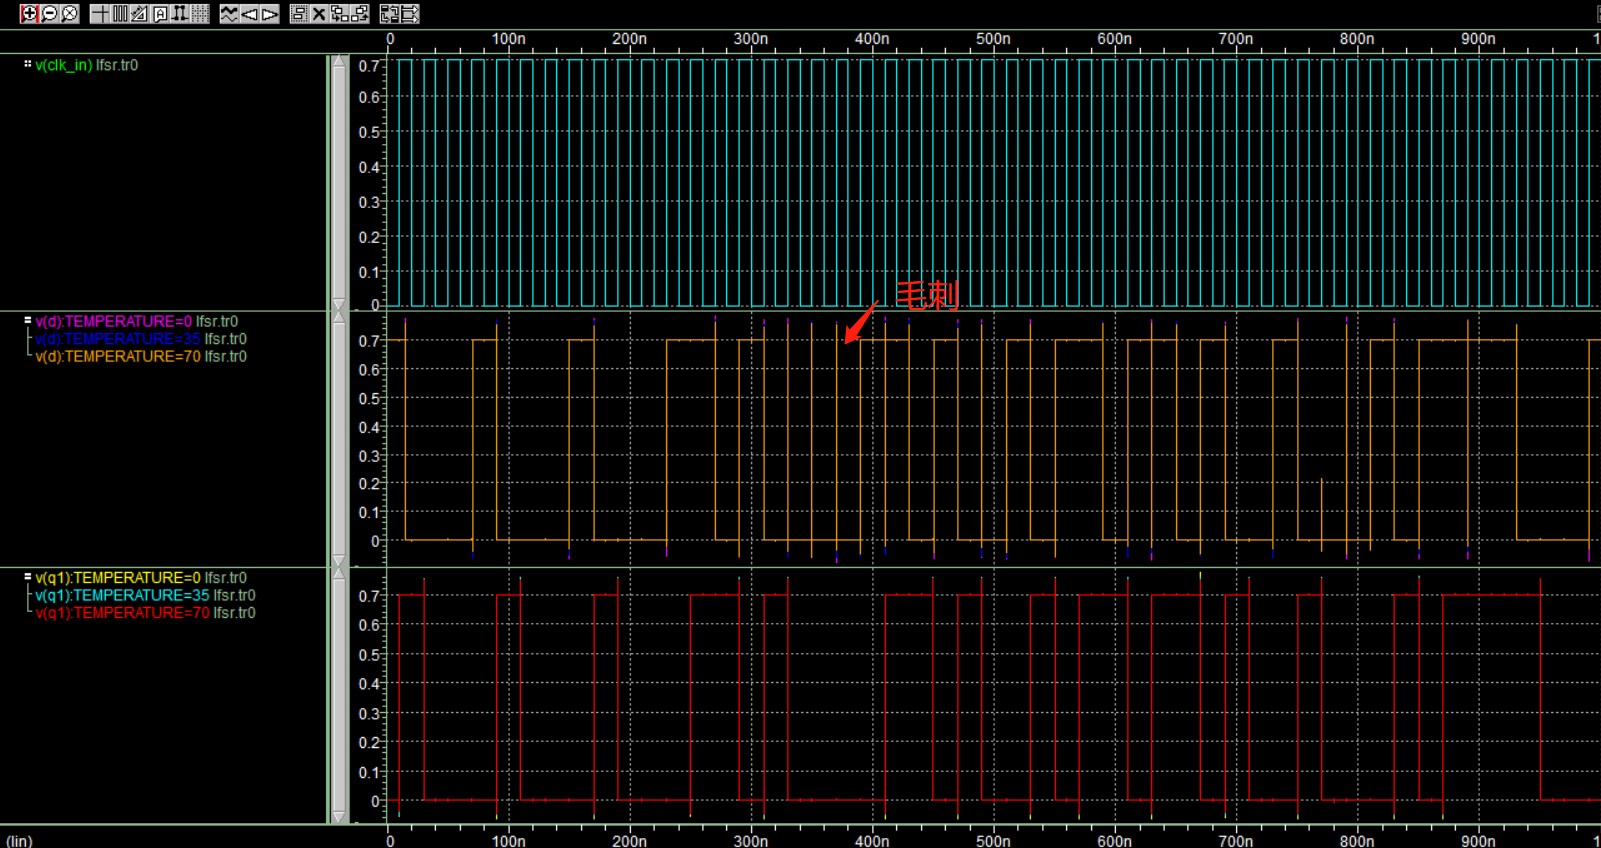 0 100n 200n 300n 400n 500n 600n 700n 800n 900n 1
v(clk_in) lfsr.tr0
0.7
0.6
0.5
0.4
0.3
0.2
0.1
0
毛刺
v(d):TEMPERATURE=0 lfsr.tr0
v(d):TEMPERATURE=35 lfsr.tr0
v(d):TEMPERATURE=70 lfsr.tr0
0.7
0.6
0.5
0.4
0.3
0.2
0.1
0
v(q1):TEMPERATURE=0 lfsr.tr0
v(q1):TEMPERATURE=35 lfsr.tr0
v(q1):TEMPERATURE=70 lfsr.tr0
0.7
0.6
0.5
0.4
0.3
0.2
0.1
0
(lin) 0 100n 200n 300n 400n 500n 600n 700n 800n 900n 1